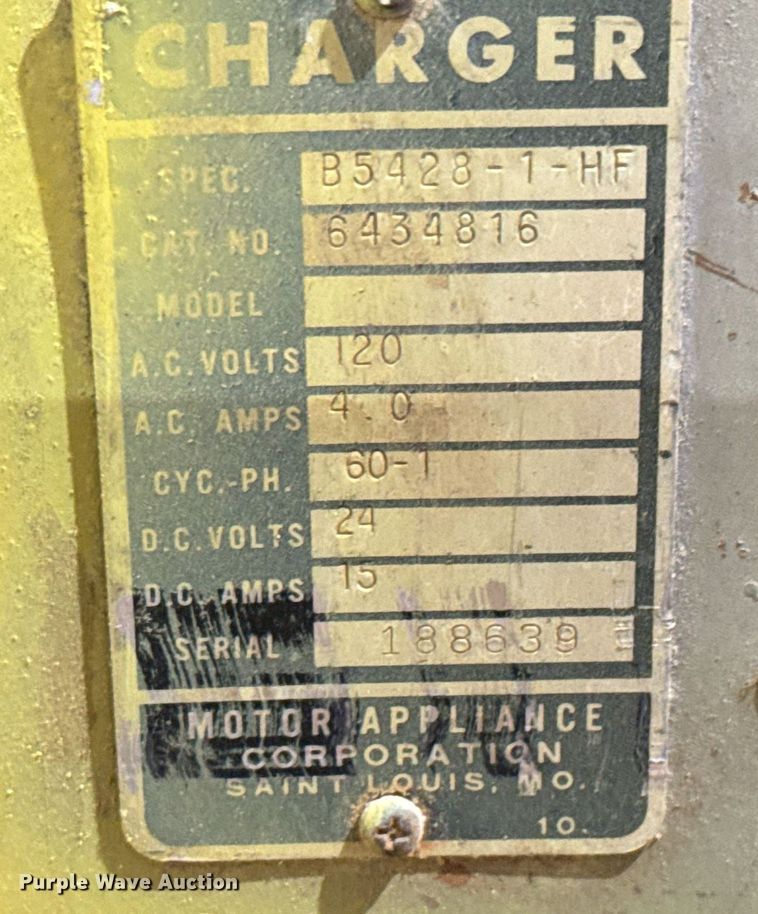 CHARGER
SPEC. B5428-1-HF
CAT. NO. 6434816
MODEL
A.C. VOLTS 120
A.C. AMPS 4.0
CYC.-PH. 60-1
D.C. VOLTS 24
D.C. AMPS 15
SERIAL 188639
MOTOR APPLIANCE
CORPORATION
SAINT LOUIS, MO.
10.
Purple Wave Auction